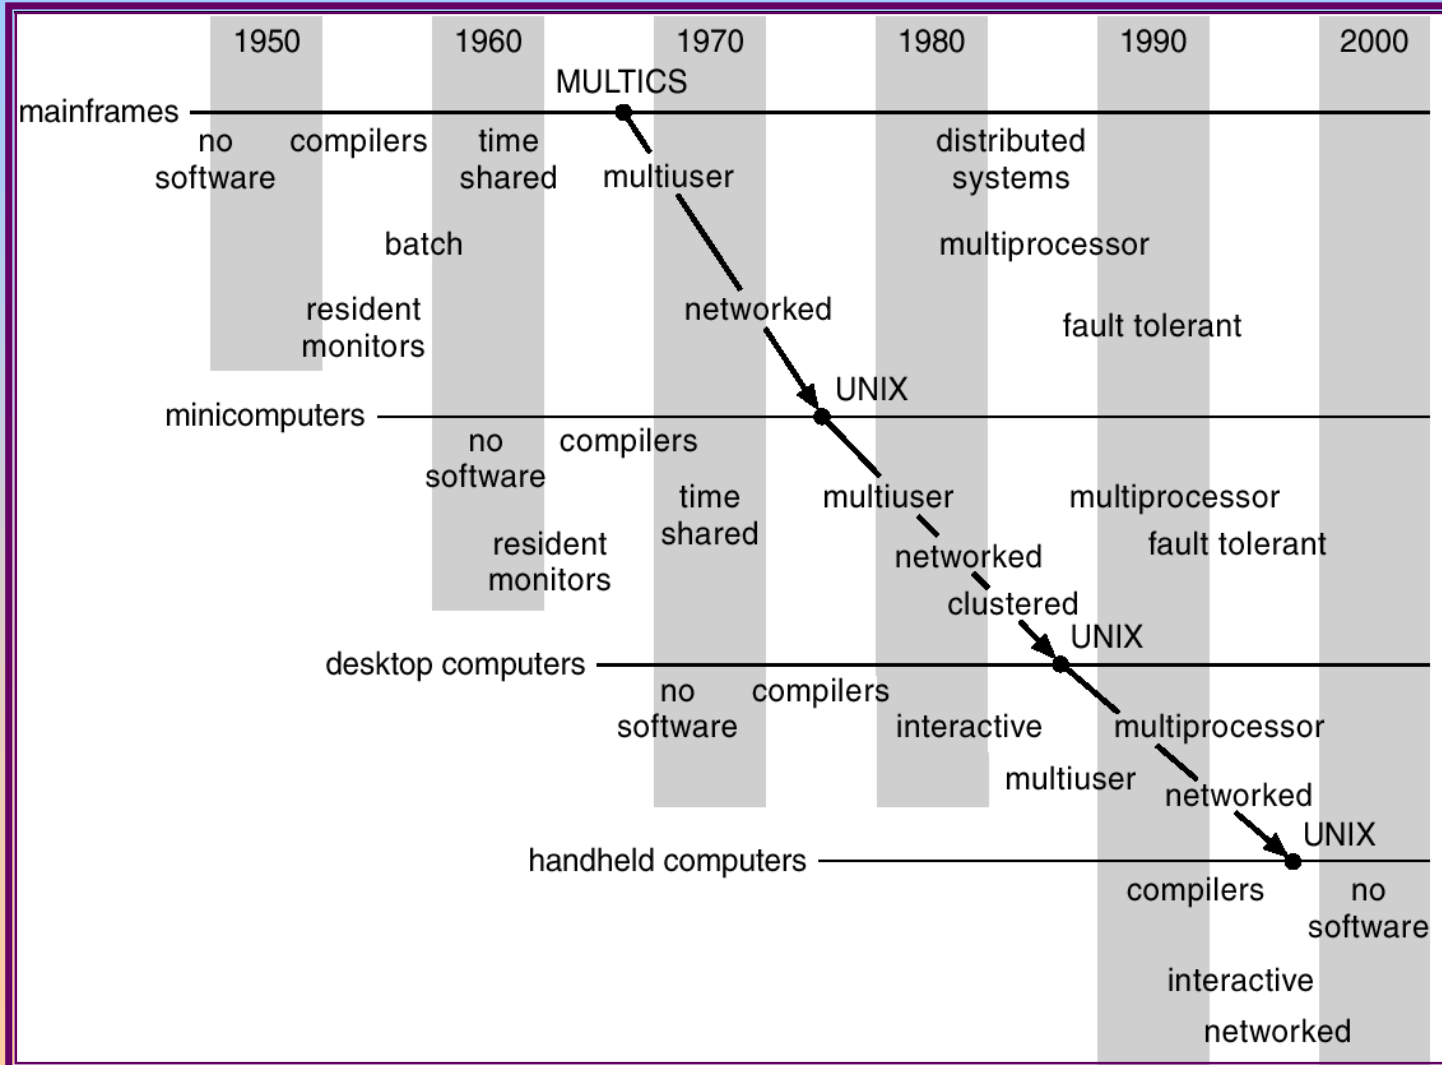 1950 1960 1970 1980 1990 2000
MULTICS
mainframes
no compilers time distributed
software shared multiuser systems
batch multiprocessor
resident networked fault tolerant
monitors
UNIX
minicomputers
no compilers
software
time multiuser multiprocessor
shared
resident networked fault tolerant
monitors
clustered
UNIX
desktop computers
no compilers
software interactive multiprocessor
multiuser
networked
UNIX
handheld computers
compilers no
software
interactive
networked